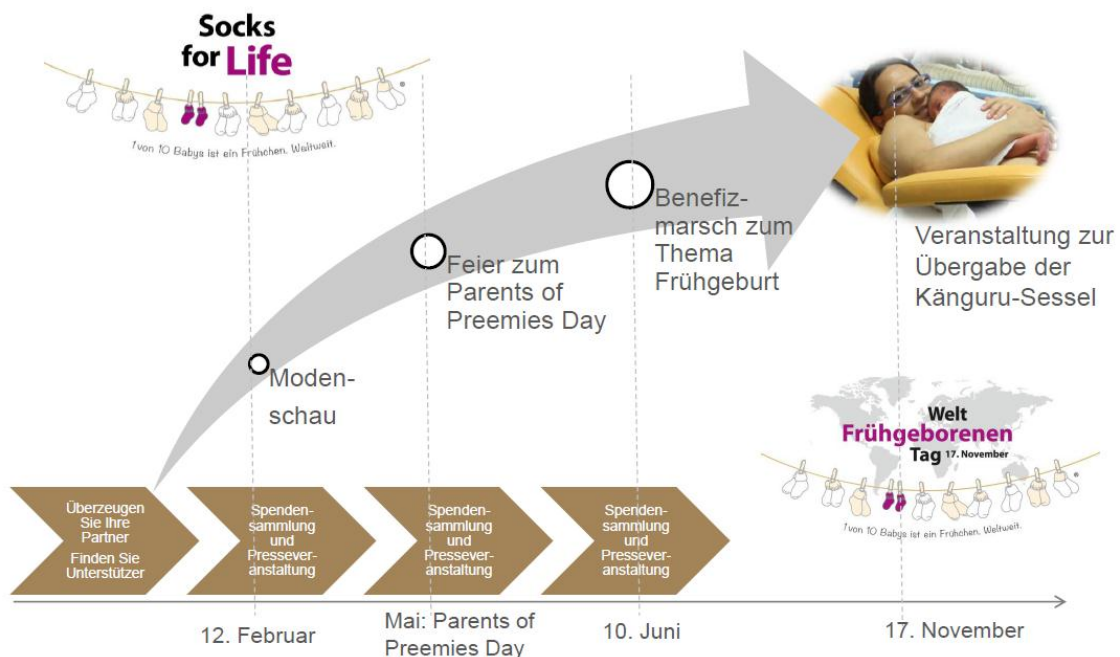 Socks
for Life
1 von 10 Babys ist ein Frühchen. Weltweit.
Benefiz-
marsch zum
Thema
Frühgeburt
Veranstaltung zur
Übergabe der
Känguru-Sessel
Feier zum
Parents of
Preemies Day
Moden-
schau
Welt
Frühgeborenen
Tag 17. November
1 von 10 Babys ist ein Frühchen. Weltweit.
Überzeugen
Sie Ihre
Partner
Finden Sie
Unterstützer
Spenden-
sammlung
und
Pressever-
anstaltung
Spenden-
sammlung
und
Pressever-
anstaltung
Spenden-
sammlung
und
Pressever-
anstaltung
12. Februar
Mai: Parents of
Preemies Day
10. Juni
17. November